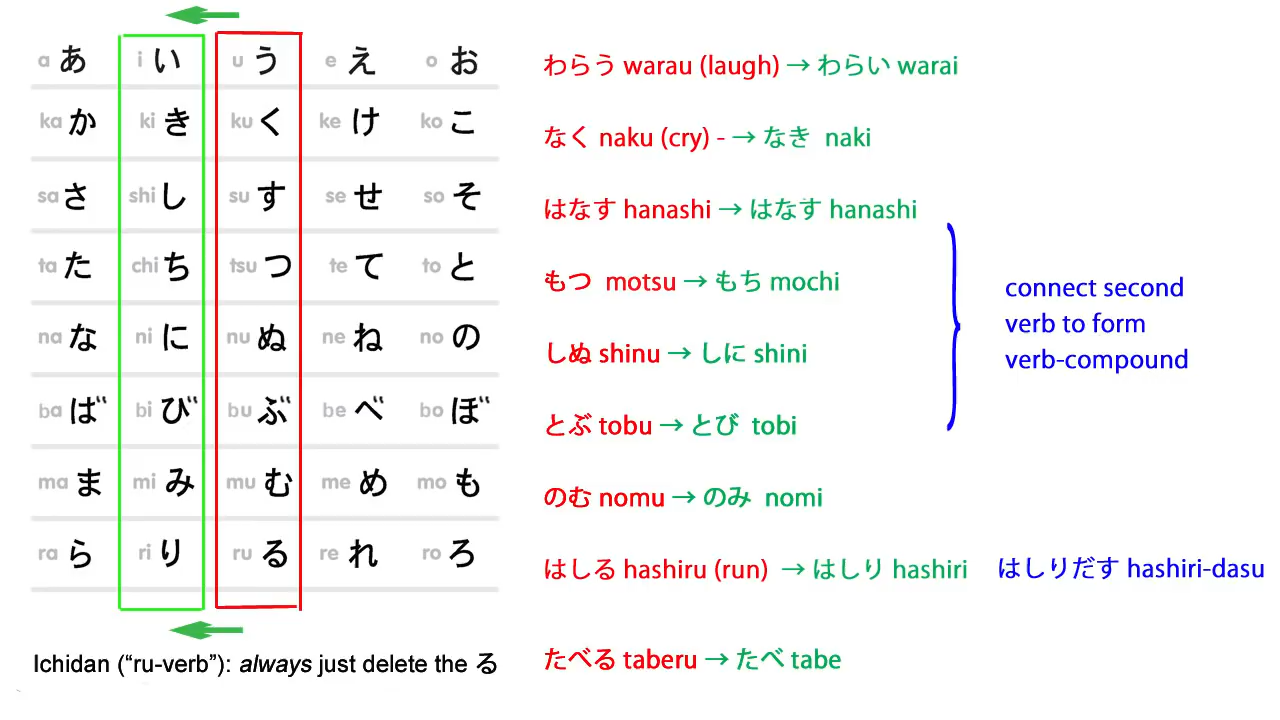 a あ i い u う e え o お
ka か ki き ku く ke け ko こ
sa さ shi し su す se せ so そ
ta た chi ち tsu つ te て to と
na な ni に nu ぬ ne ね no の
ba ば bi び bu ぶ be べ bo ぼ
ma ま mi み mu む me め mo も
ra ら ri り ru る re れ ro ろ
Ichidan (“ru-verb”): always just delete the る
わらう warau (laugh) → わらい warai
なく naku (cry) - → なき naki
はなす hanashi → はなす hanashi
もつ motsu → もち mochi
しぬ shinu → しに shini
とぶ tobu → とび tobi
のむ nomu → のみ nomi
はしる hashiru (run) → はしり hashiri はしりだす hashiri-dasu
たべる taberu → たべ tabe
connect second
verb to form
verb-compound